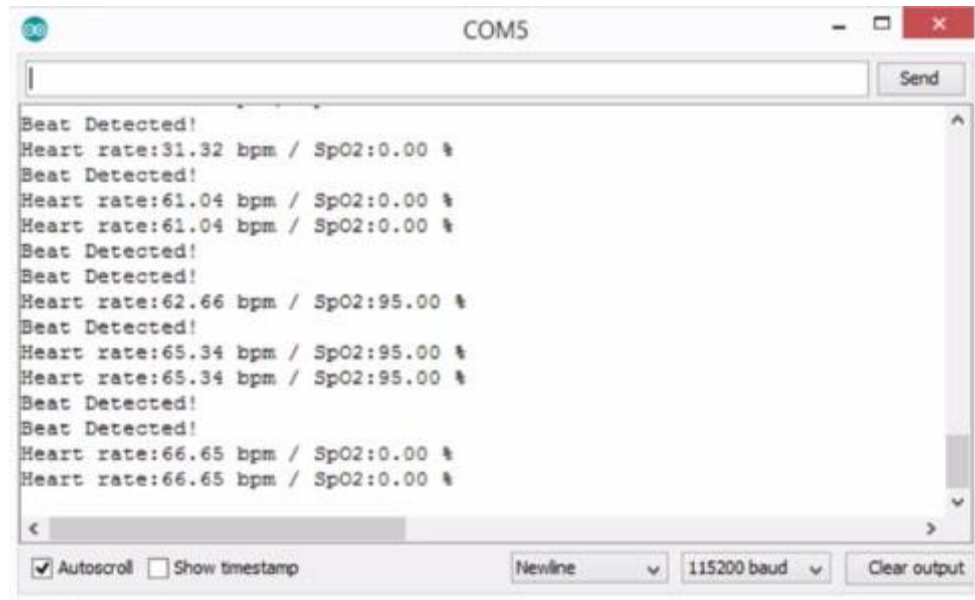 COM5
Send
Beat Detected!
Heart rate:31.32 bpm / SpO2:0.00 %
Beat Detected!
Heart rate:61.04 bpm / SpO2:0.00 %
Heart rate:61.04 bpm / SpO2:0.00 %
Beat Detected!
Beat Detected!
Heart rate:62.66 bpm / SpO2:95.00 %
Beat Detected!
Heart rate:65.34 bpm / SpO2:95.00 %
Heart rate:65.34 bpm / SpO2:95.00 %
Beat Detected!
Beat Detected!
Heart rate:66.65 bpm / SpO2:0.00 %
Heart rate:66.65 bpm / SpO2:0.00 %
Autoscroll Show timestamp Newline 115200 baud Clear output